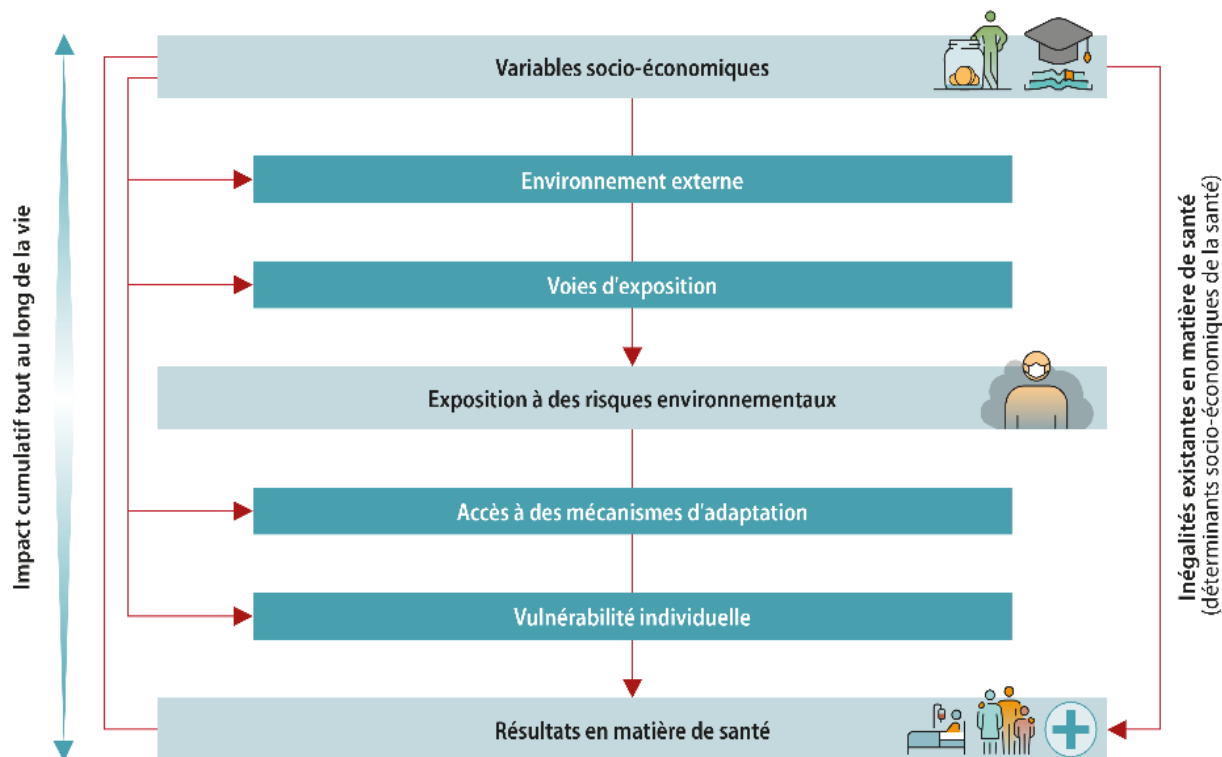 Variables socio-économiques
Environnement externe
Voies d'exposition
Exposition à des risques environnementaux
Accès à des mécanismes d'adaptation
Vulnérabilité individuelle
Résultats en matière de santé
Impact cumulatif tout au long de la vie
Inégalités existantes en matière de santé
(déterminants socio-économiques de la santé)